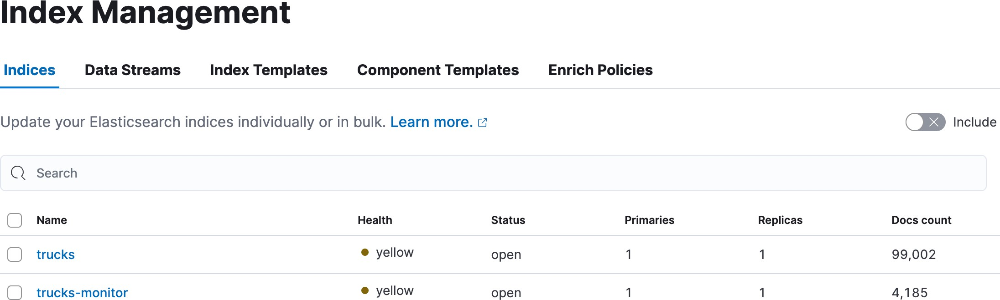 Index Management
Indices Data Streams Index Templates Component Templates Enrich Policies
Update your Elasticsearch indices individually or in bulk. Learn more. Include
Search
Name Health Status Primaries Replicas Docs count
trucks yellow open 1 1 99,002
trucks-monitor yellow open 1 1 4,185